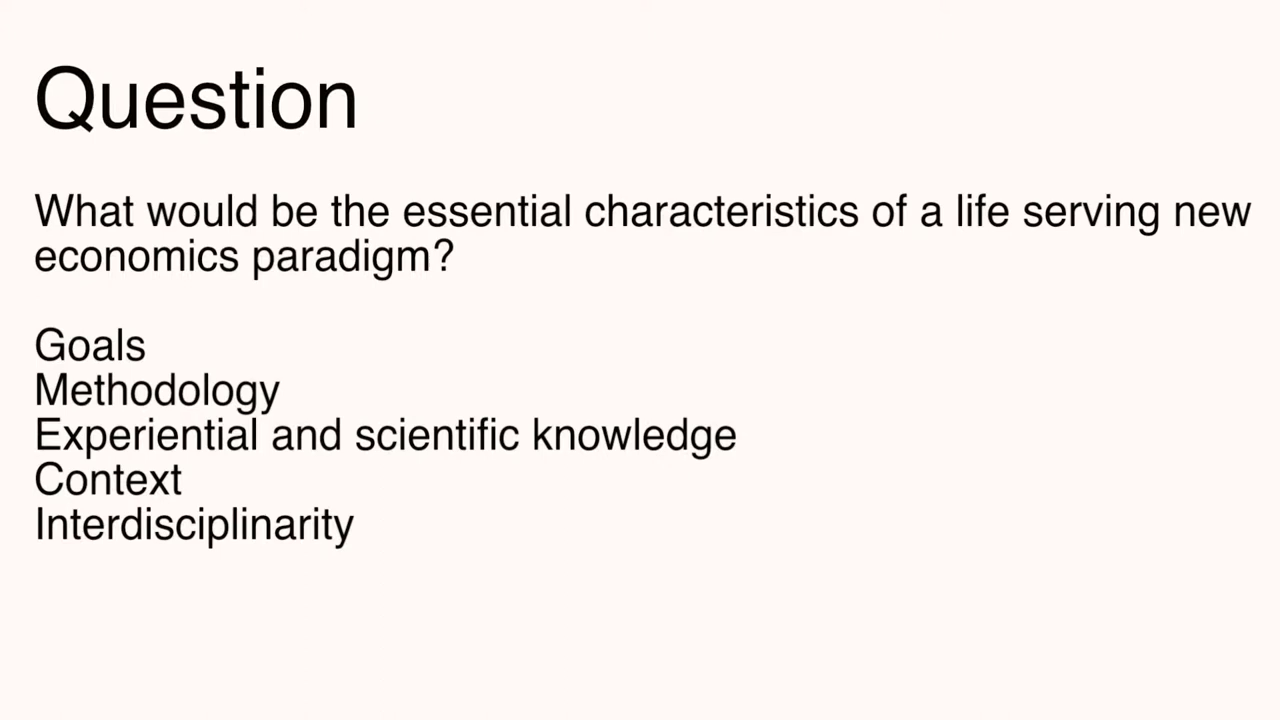 Question
What would be the essential characteristics of a life serving new
economics paradigm?
Goals
Methodology
Experiential and scientific knowledge
Context
Interdisciplinarity